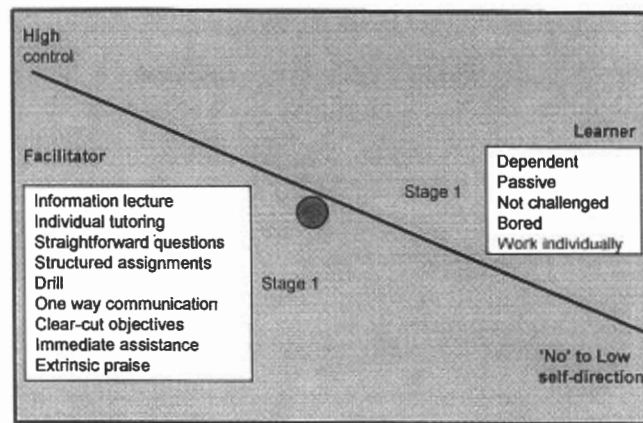 High
control
Facilitator
Information lecture
Individual tutoring
Straightforward questions
Structured assignments
Drill
One way communication
Clear-cut objectives
Immediate assistance
Extrinsic praise
Stage 1
Stage 1
Learner
Dependent
Passive
Not challenged
Bored
Work individually
'No' to Low
self-direction